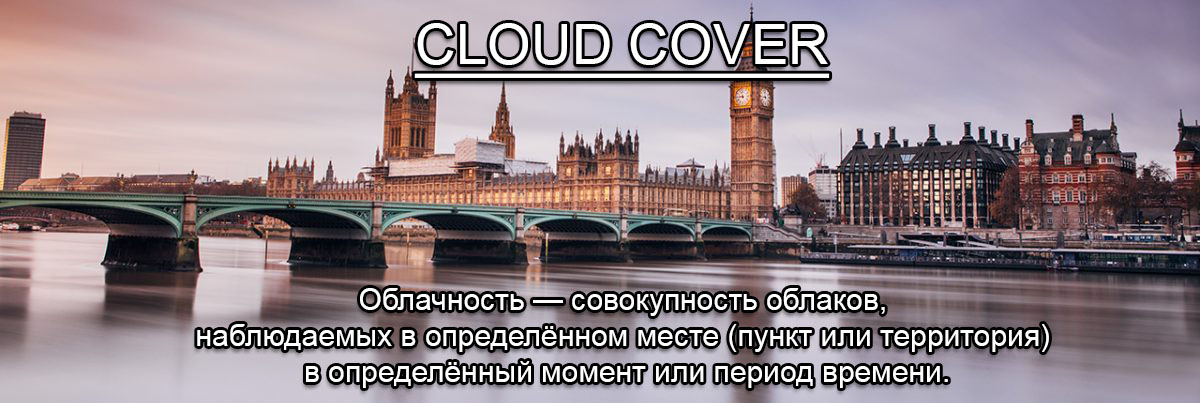 CLOUD COVER
Облачность — совокупность облаков,
наблюдаемых в определённом месте (пункт или территория)
в определённый момент или период времени.